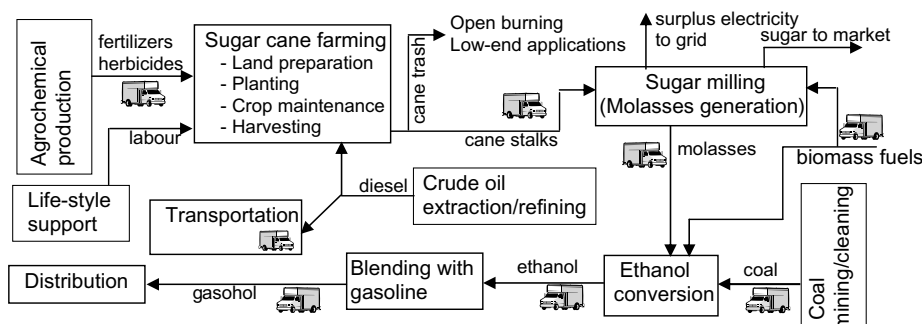 Agrochemical
production
fertilizers
herbicides
labour
Life-style
support
Sugar cane farming
- Land preparation
- Planting
- Crop maintenance
- Harvesting
cane trash
Open burning
Low-end applications
cane stalks
surplus electricity
to grid
sugar to market
Sugar milling
(Molasses generation)
molasses
biomass fuels
diesel
Crude oil
extraction/refining
Transportation
Distribution
gasohol
Blending with
gasoline
ethanol
Ethanol
conversion
coal
Coal
mining/cleaning